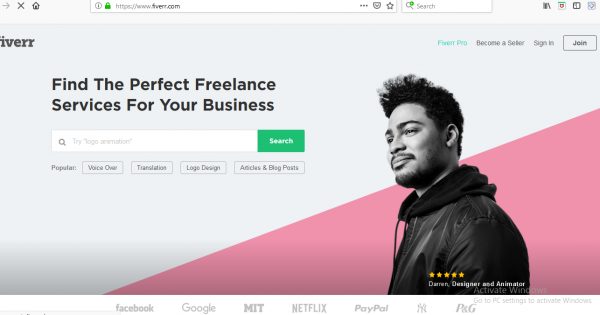 https://www.fiverr.com
Search
fiverr
Fiverr Pro
Become a Seller
Sign In
Join
Find The Perfect Freelance
Services For Your Business
Try "logo animation"
Search
Popular:
Voice Over
Translation
Logo Design
Articles & Blog Posts
Darren, Designer and Animator
Activate Windows
Go to PC settings to activate Windows.
facebook
Google
MIT
NETFLIX
PayPal
NY
P&G